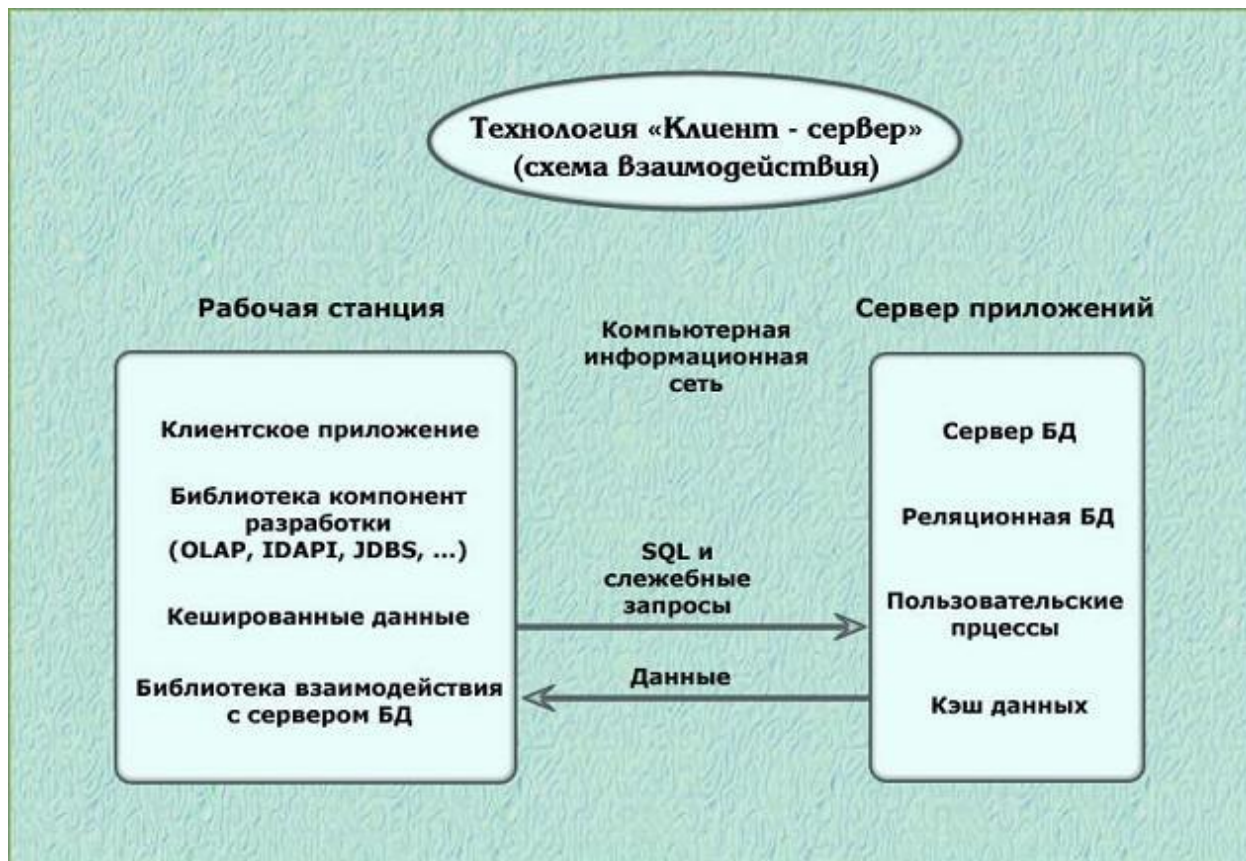 Технология «Клиент - сервер»
(схема взаимодействия)
Рабочая станция
Клиентское приложение
Библиотека компонент
разработки
(OLAP, IDAPI, JDBS, ...)
Кешированные данные
Библиотека взаимодействия
с сервером БД
Компьютерная
информационная
сеть
SQL и
слежебные
запросы
Данные
Сервер приложений
Сервер БД
Реляционная БД
Пользовательские
прцессы
Кэш данных